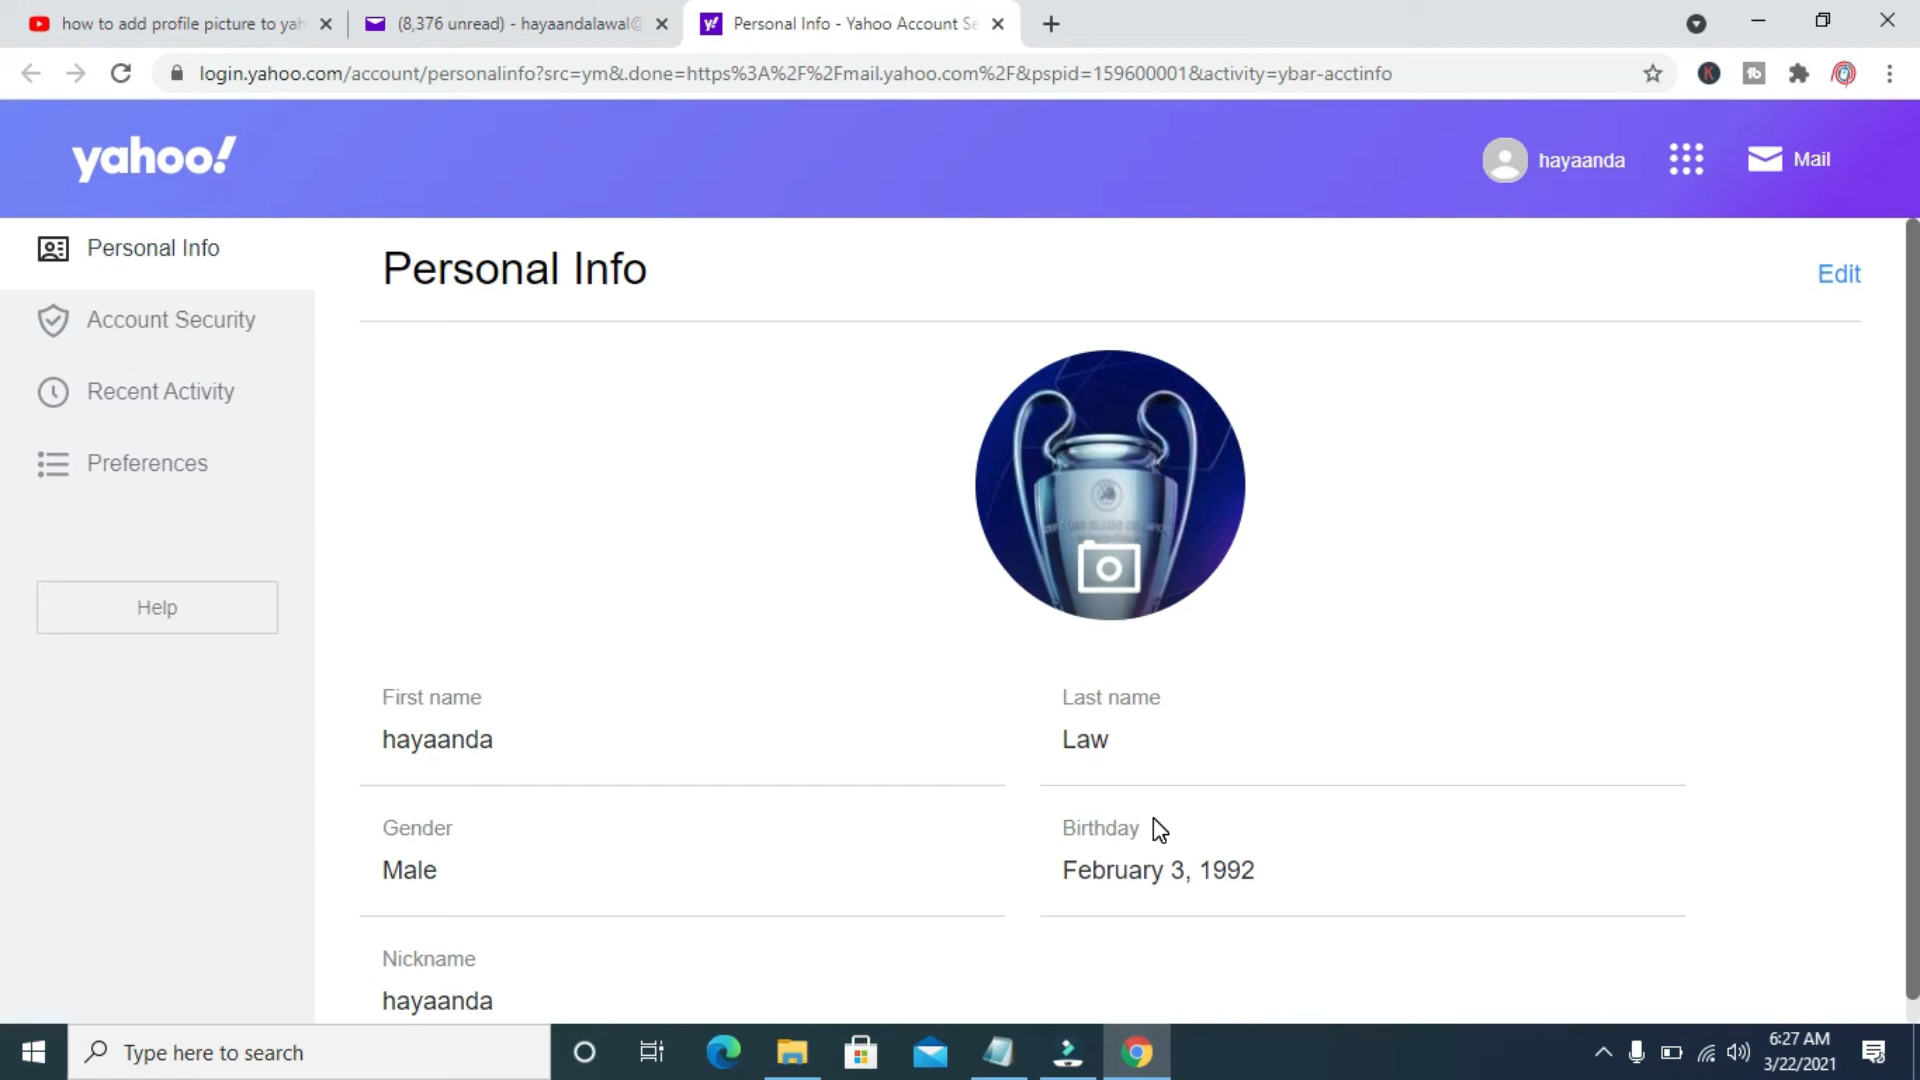 how to add profile picture to yah
(8,376 unread) - hayaandalawal@
Personal Info - Yahoo Account Se
login.yahoo.com/account/personalinfo?src=ym&.done=https%3A%2F%2Fmail.yahoo.com%2F&pspid=159600001&activity=ybar-acctinfo
K
tb
yahoo!
hayaanda
Mail
Personal Info
Account Security
Recent Activity
Preferences
Help
Personal Info
Edit
First name
hayaanda
Last name
Law
Gender
Male
Birthday
February 3, 1992
Nickname
hayaanda
Type here to search
6:27 AM
3/22/2021